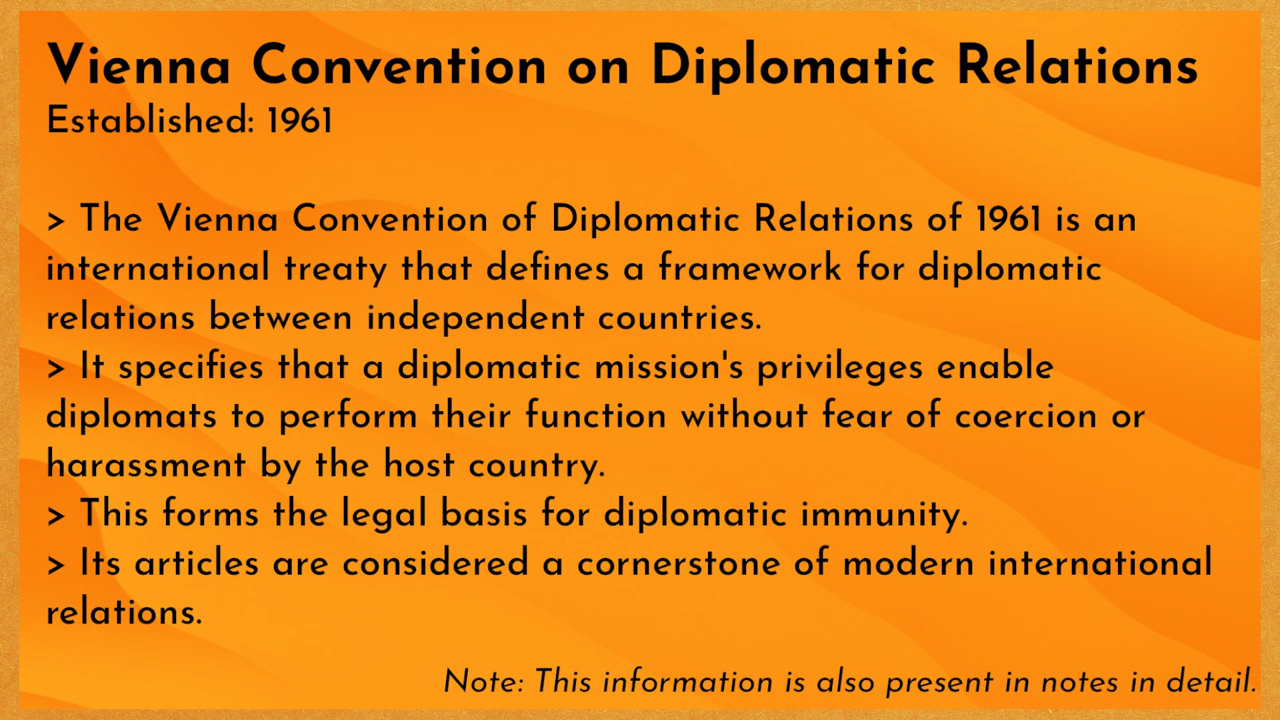 Vienna Convention on Diplomatic Relations
Established: 1961
> The Vienna Convention of Diplomatic Relations of 1961 is an
international treaty that defines a framework for diplomatic
relations between independent countries.
> It specifies that a diplomatic mission's privileges enable
diplomats to perform their function without fear of coercion or
harassment by the host country.
> This forms the legal basis for diplomatic immunity.
> Its articles are considered a cornerstone of modern international
relations.
Note: This information is also present in notes in detail.